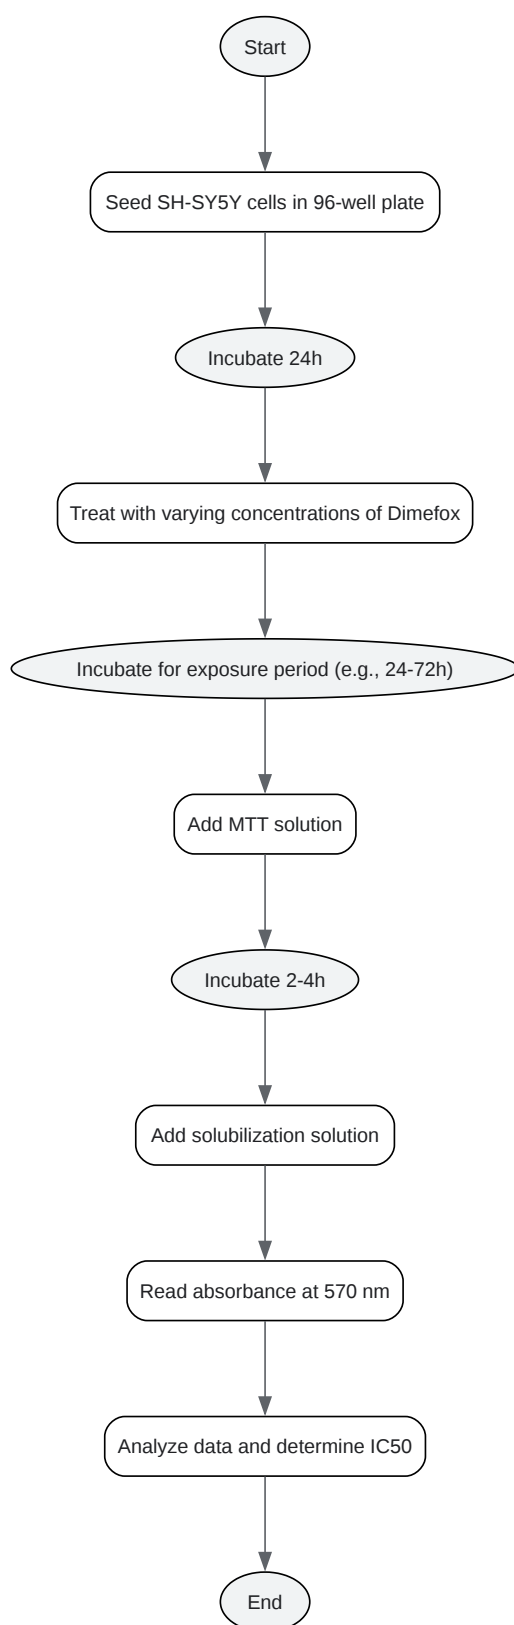 Start
Seed SH-SY5Y cells in 96-well plate
Incubate 24h
Treat with varying concentrations of Dimefox
Incubate for exposure period (e.g., 24-72h)
Add MTT solution
Incubate 2-4h
Add solubilization solution
Read absorbance at 570 nm
Analyze data and determine IC50
End